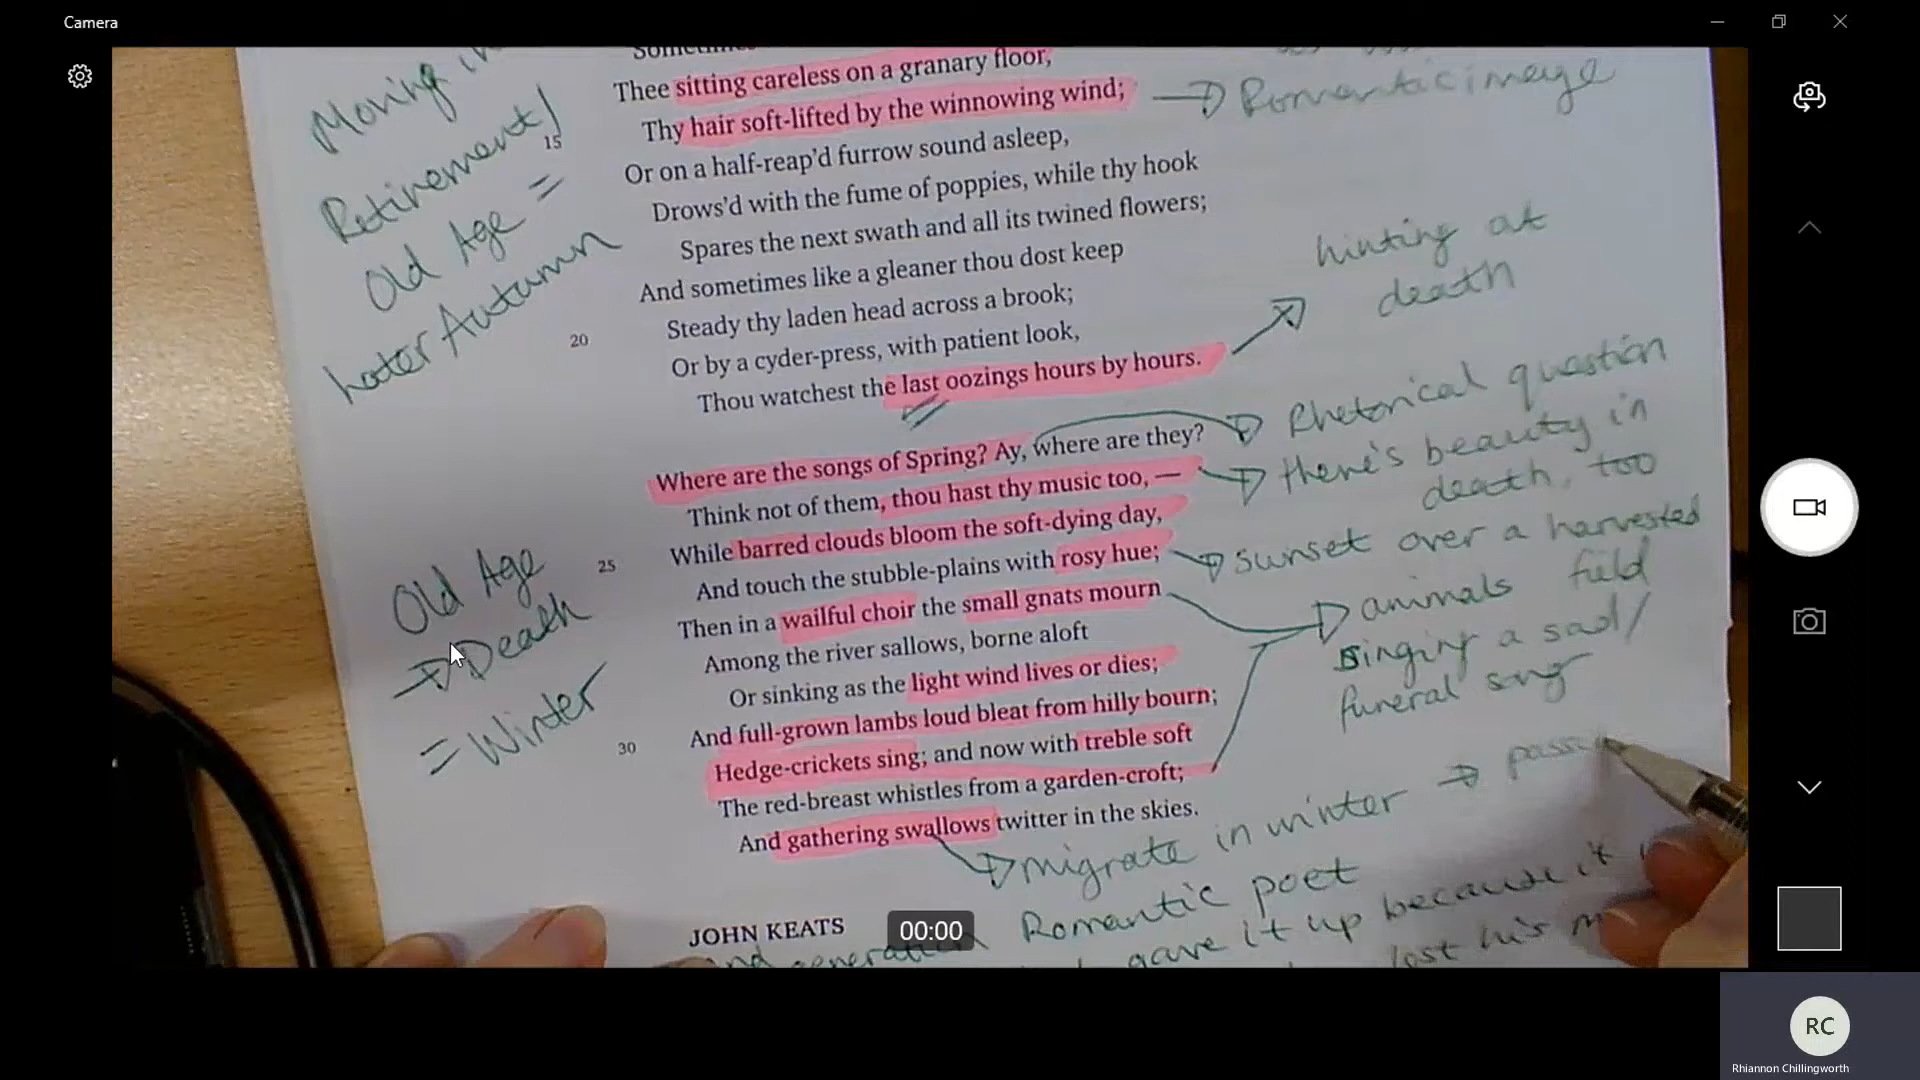 Camera
Sometimes
Thee sitting careless on a granary floor,
Thy hair soft-lifted by the winnowing wind;
Romantic image
15
Or on a half-reap'd furrow sound asleep,
Drows'd with the fume of poppies, while thy hook
Spares the next swath and all its twined flowers;
And sometimes like a gleaner thou dost keep
20
Steady thy laden head across a brook;
Or by a cyder-press, with patient look,
Thou watchest the last oozings hours by hours.
Moving in
Retirement/
Old Age =
later Autumn
hinting at
death
Where are the songs of Spring? Ay, where are they?
Think not of them, thou hast thy music too, —
25
While barred clouds bloom the soft-dying day,
And touch the stubble-plains with rosy hue;
Then in a wailful choir the small gnats mourn
Among the river sallows, borne aloft
Or sinking as the light wind lives or dies;
And full-grown lambs loud bleat from hilly bourn;
30
Hedge-crickets sing; and now with treble soft
The red-breast whistles from a garden-croft;
And gathering swallows twitter in the skies.
Rhetorical question
there's beauty in
death, too
sunset over a harvested
field
animals
singing a sad/
funeral song
Old Age
→ Death
= Winter
migrate in winter → passi
JOHN KEATS
Romantic poet
generation
gave it up because it
lost his m
00:00
RC
Rhiannon Chillingworth